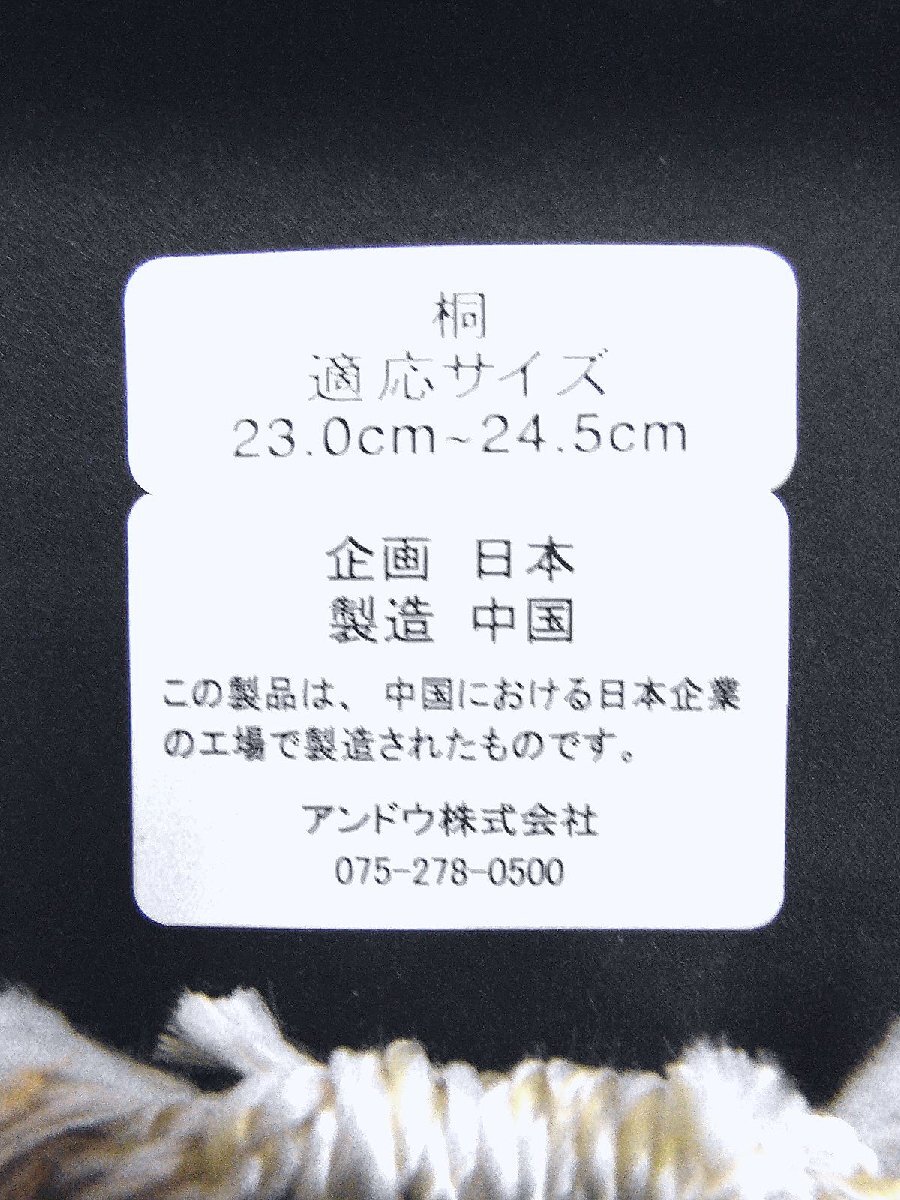 桐
適応サイズ
23.0cm~24.5cm
企画 日本
製造 中国
この製品は、中国における日本企業
の工場で製造されたものです。
アンドウ株式会社
075-278-0500